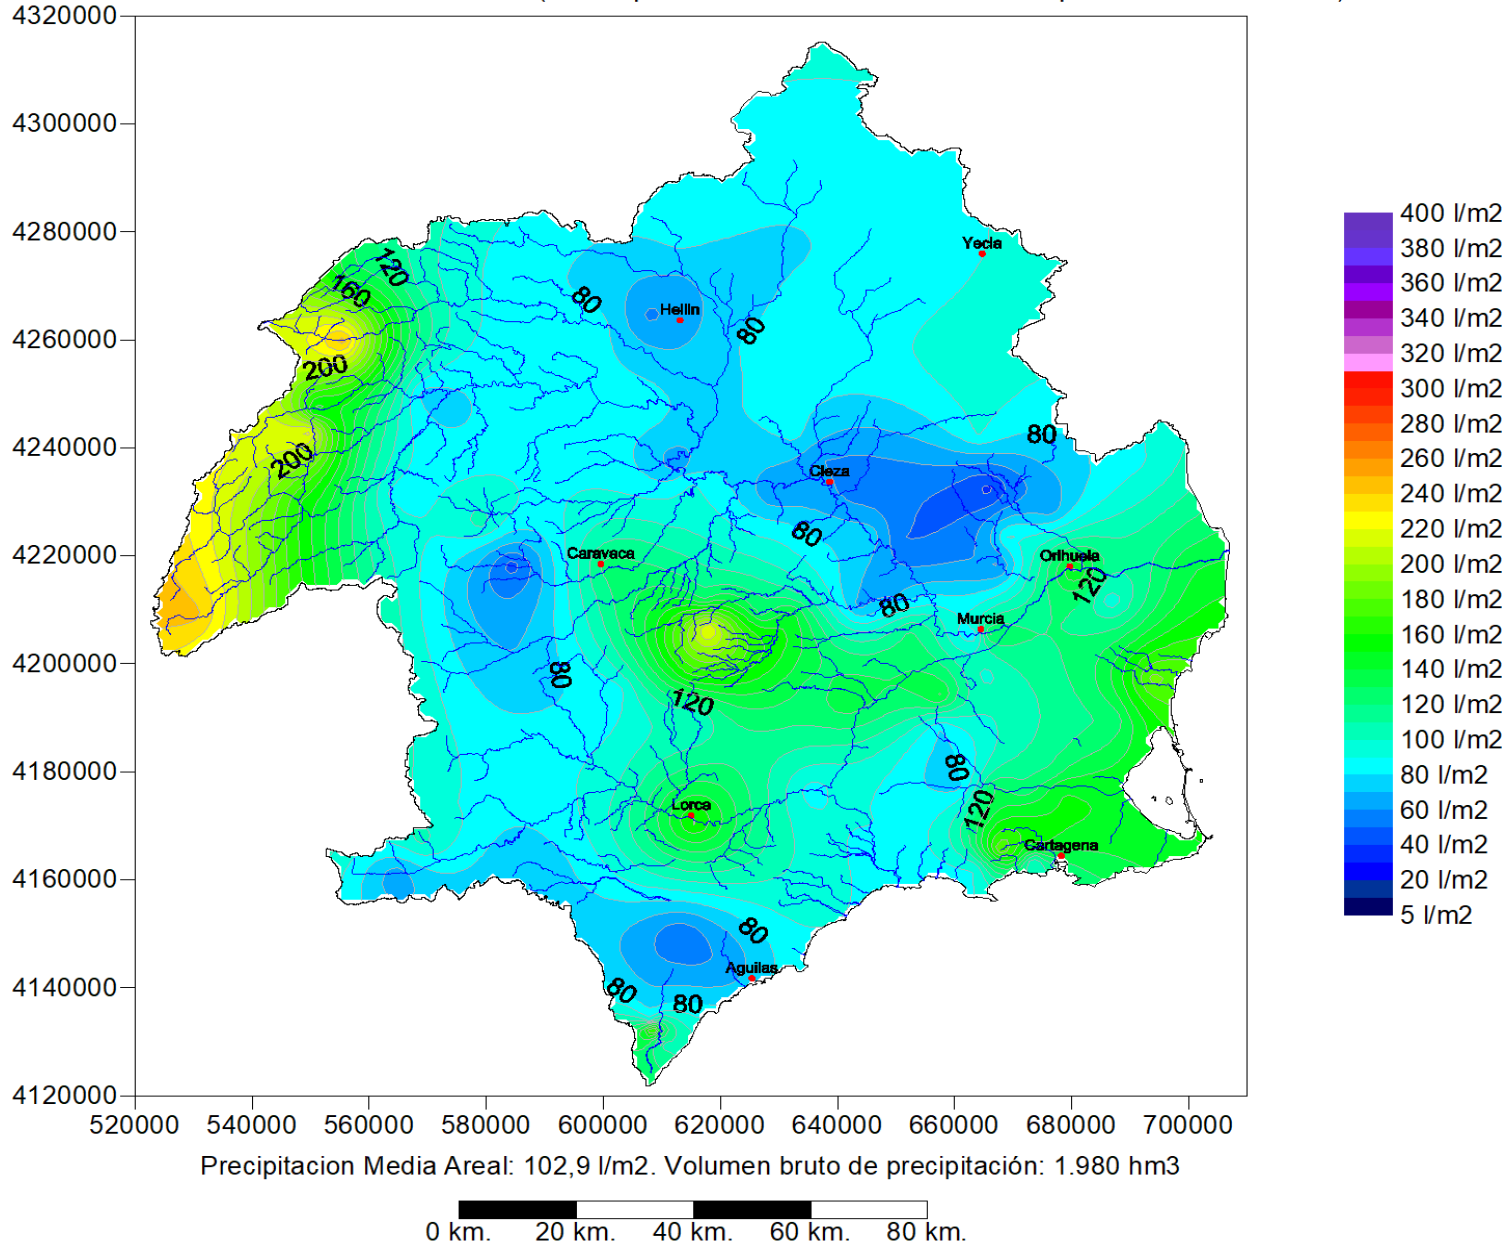 4320000
4300000
4280000
4260000
4240000
4220000
4200000
4180000
4160000
4140000
4120000
520000 540000 560000 580000 600000 620000 640000 660000 680000 700000
Yecla
120
160
80
Hellin
80
200
200
80
Cieza
80
Caravaca
Orihuela
120
80
Murcia
80
120
80
Lorca
120
Cartagena
80
Aguilas
80
80
400 l/m2
380 l/m2
360 l/m2
340 l/m2
320 l/m2
300 l/m2
280 l/m2
260 l/m2
240 l/m2
220 l/m2
200 l/m2
180 l/m2
160 l/m2
140 l/m2
120 l/m2
100 l/m2
80 l/m2
60 l/m2
40 l/m2
20 l/m2
5 l/m2
Precipitacion Media Areal: 102,9 l/m2. Volumen bruto de precipitación: 1.980 hm3
0 km. 20 km. 40 km. 60 km. 80 km.